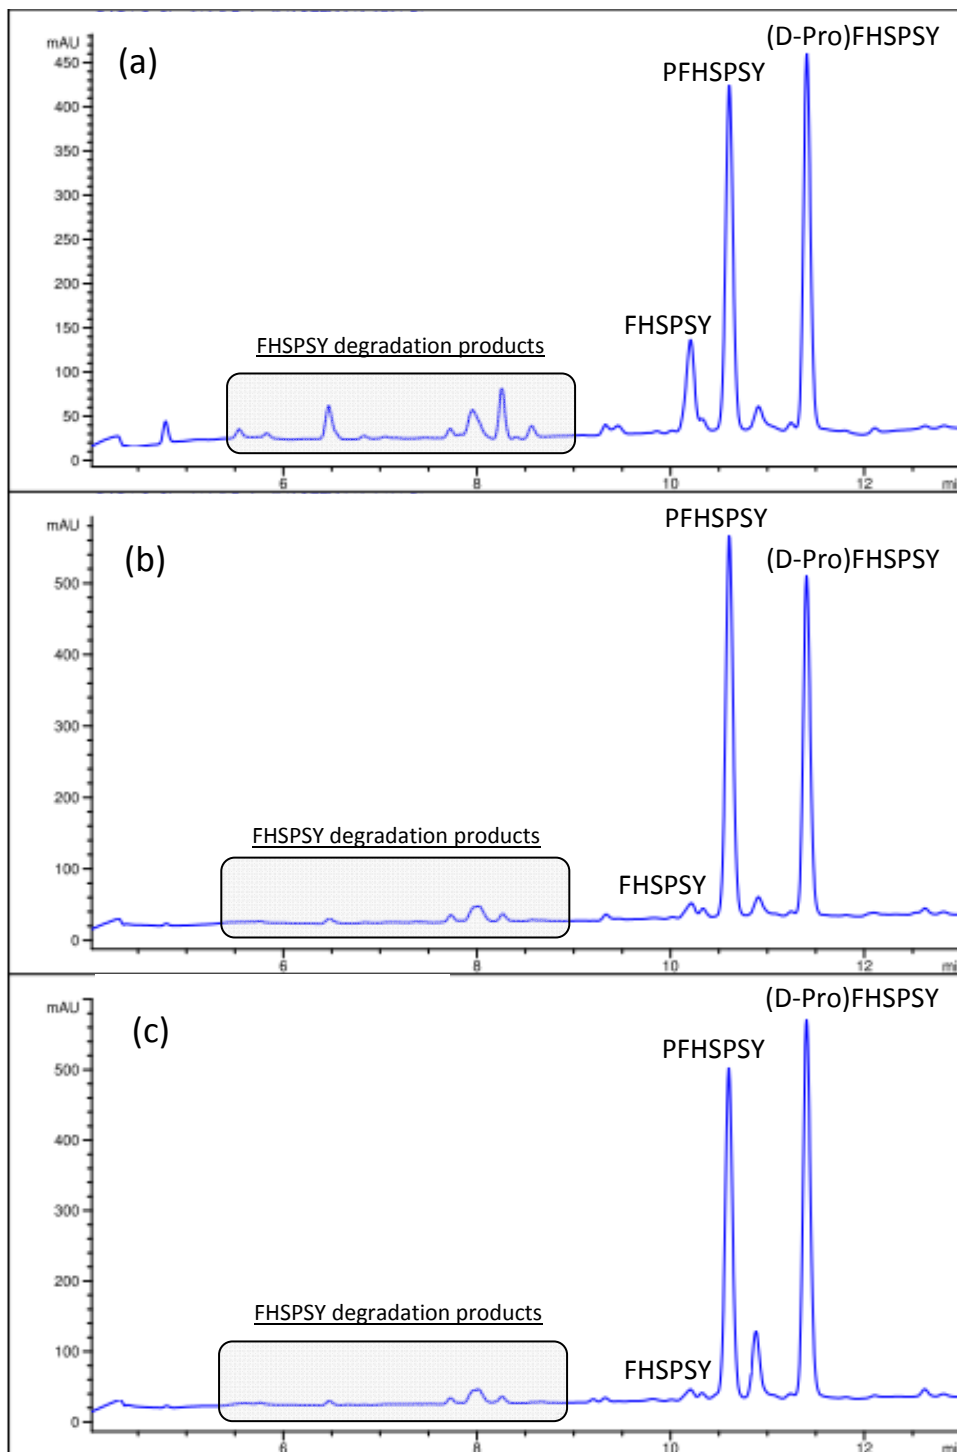 (D-Pro)FHSPSY
mAU
(a)
PFHSPSY
450
400
350
300
250
200
150
100
50
0
FHSPSY
FHSPSY degradation products
6
8
10
12
PFHSPSY
mAU
(b)
(D-Pro)FHSPSY
500
400
300
200
100
0
FHSPSY degradation products
FHSPSY
6
8
10
12
(D-Pro)FHSPSY
mAU
(c)
PFHSPSY
500
400
300
200
100
0
FHSPSY degradation products
FHSPSY
6
8
10
12